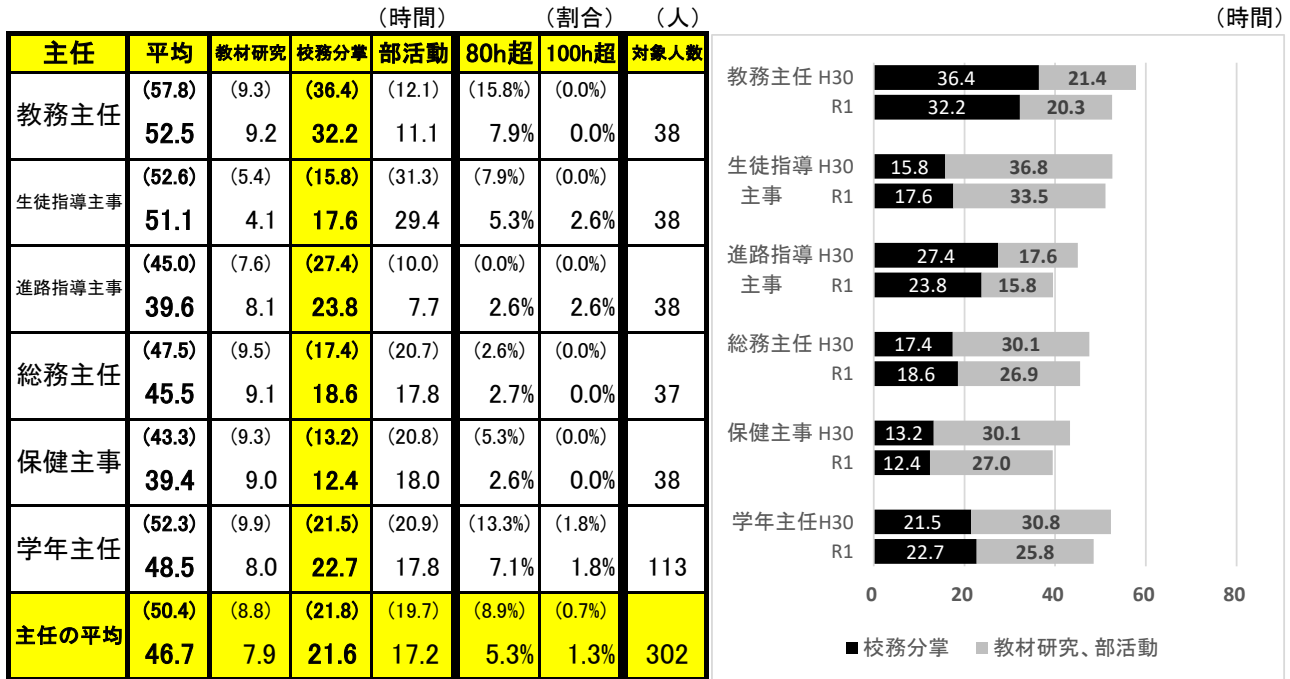 （時間） （割合） （人）
主任 平均 教材研究 校務分掌 部活動 80h超 100h超 対象人数
教務主任 (57.8) (9.3) (36.4) (12.1) (15.8%) (0.0%)
52.5 9.2 32.2 11.1 7.9% 0.0% 38
生徒指導主事 (52.6) (5.4) (15.8) (31.3) (7.9%) (0.0%)
51.1 4.1 17.6 29.4 5.3% 2.6% 38
進路指導主事 (45.0) (7.6) (27.4) (10.0) (0.0%) (0.0%)
39.6 8.1 23.8 7.7 2.6% 2.6% 38
総務主任 (47.5) (9.5) (17.4) (20.7) (2.6%) (0.0%)
45.5 9.1 18.6 17.8 2.7% 0.0% 37
保健主事 (43.3) (9.3) (13.2) (20.8) (5.3%) (0.0%)
39.4 9.0 12.4 18.0 2.6% 0.0% 38
学年主任 (52.3) (9.9) (21.5) (20.9) (13.3%) (1.8%)
48.5 8.0 22.7 17.8 7.1% 1.8% 113
主任の平均 (50.4) (8.8) (21.8) (19.7) (8.9%) (0.7%)
46.7 7.9 21.6 17.2 5.3% 1.3% 302
（時間）
教務主任 H30 36.4 21.4
R1 32.2 20.3
生徒指導 H30 15.8 36.8
主事 R1 17.6 33.5
進路指導 H30 27.4 17.6
主事 R1 23.8 15.8
総務主任 H30 17.4 30.1
R1 18.6 26.9
保健主事 H30 13.2 30.1
R1 12.4 27.0
学年主任H30 21.5 30.8
R1 22.7 25.8
0 20 40 60 80
■校務分掌 ■教材研究、部活動